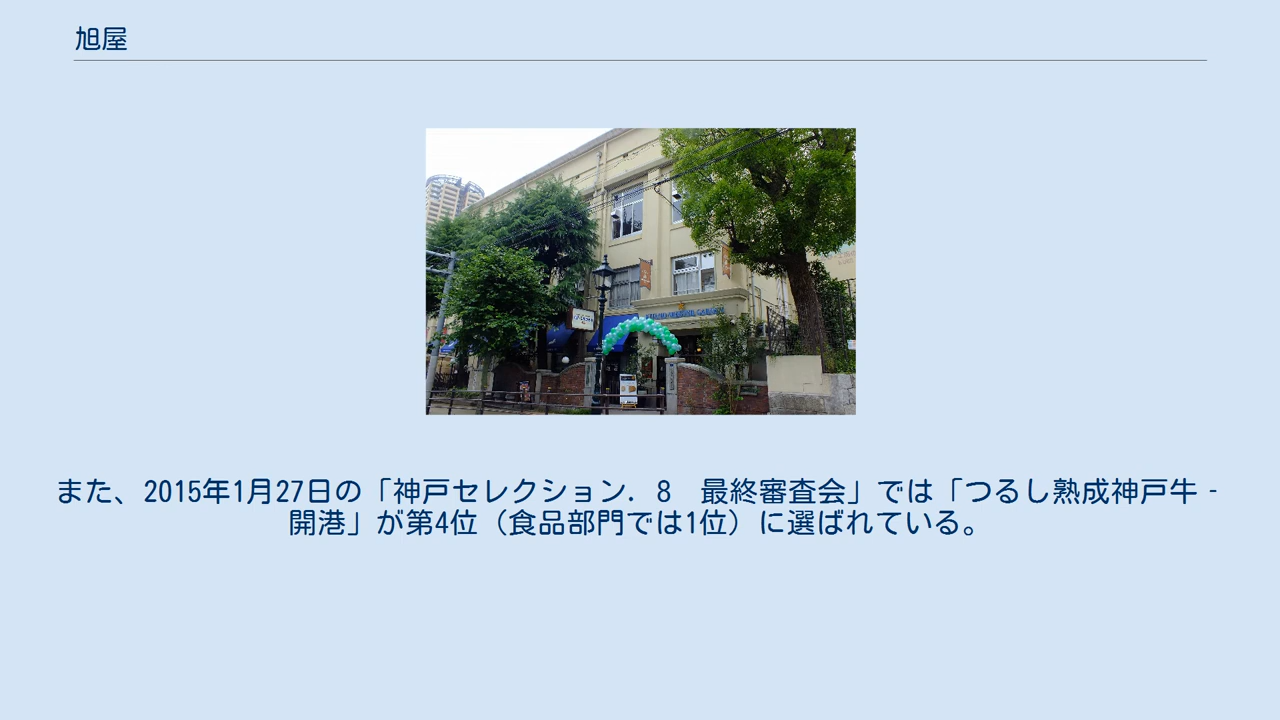 旭屋
また、2015年1月27日の「神戸セレクション．8　最終審査会」では「つるし熟成神戸牛 -
開港」が第4位（食品部門では1位）に選ばれている。